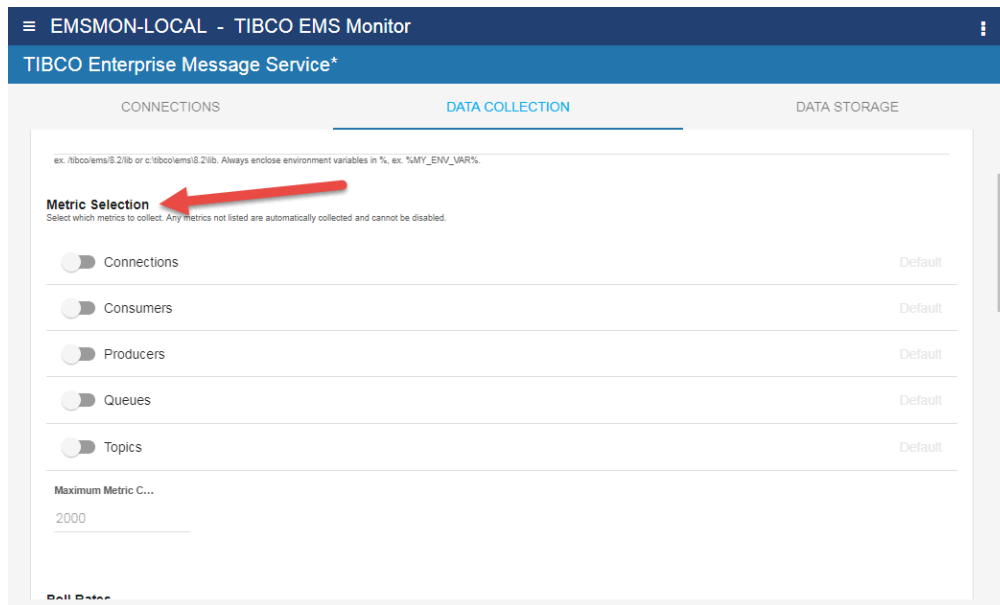 ≡ EMSMON-LOCAL - TIBCO EMS Monitor
TIBCO Enterprise Message Service*
CONNECTIONS DATA COLLECTION DATA STORAGE
ex. /tibco/ems/8.2/lib or c:\tibco\ems\8.2\lib. Always enclose environment variables in %, ex. %MY_ENV_VAR%.
Metric Selection
Select which metrics to collect. Any metrics not listed are automatically collected and cannot be disabled.
Connections Default
Consumers Default
Producers Default
Queues Default
Topics Default
Maximum Metric C...
2000
Poll Rates